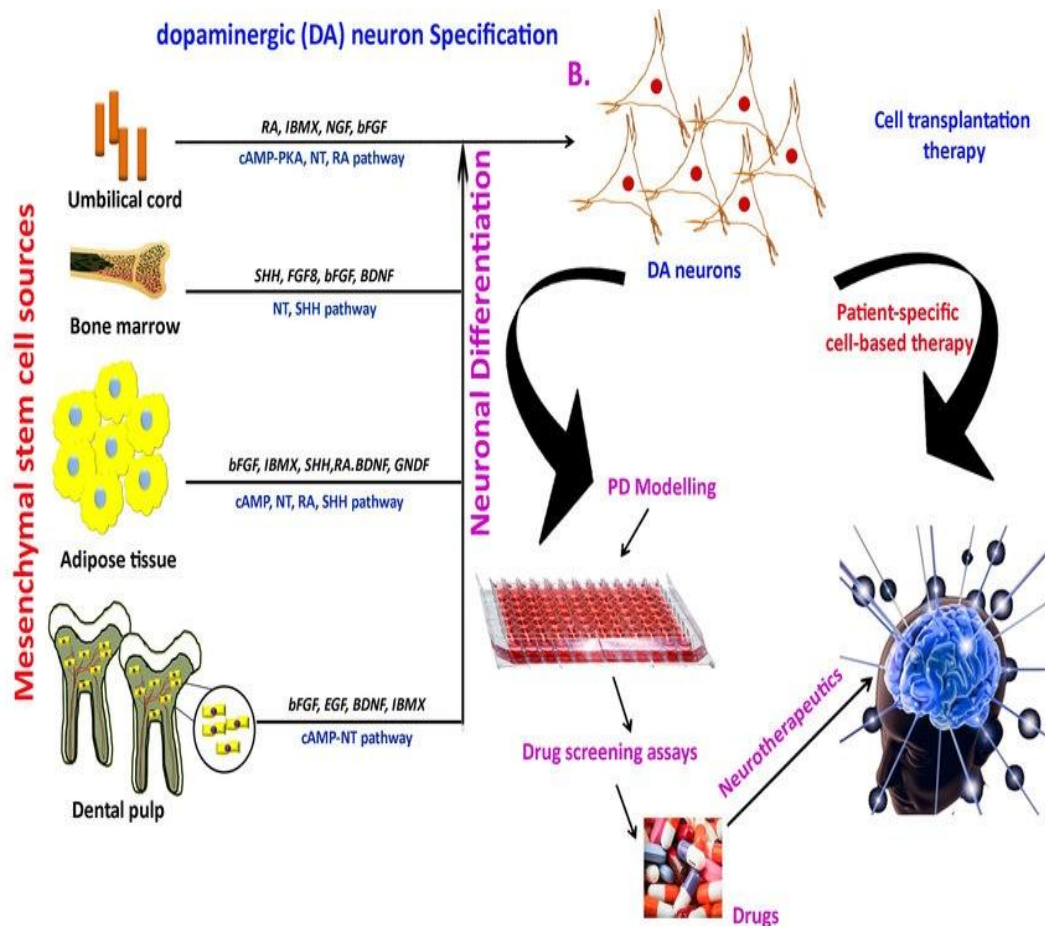 dopaminergic (DA) neuron Specification
B.
Mesenchymal stem cell sources
RA, IBMX, NGF, bFGF
cAMP-PKA, NT, RA pathway
Umbilical cord
SHH, FGF8, bFGF, BDNF
NT, SHH pathway
Bone marrow
bFGF, IBMX, SHH,RA.BDNF, GNDF
cAMP, NT, RA, SHH pathway
Adipose tissue
bFGF, EGF, BDNF, IBMX
cAMP-NT pathway
Dental pulp
Neuronal Differentiation
DA neurons
Cell transplantation
therapy
Patient-specific
cell-based therapy
PD Modelling
Drug screening assays
Drugs
Neurotherapeutics